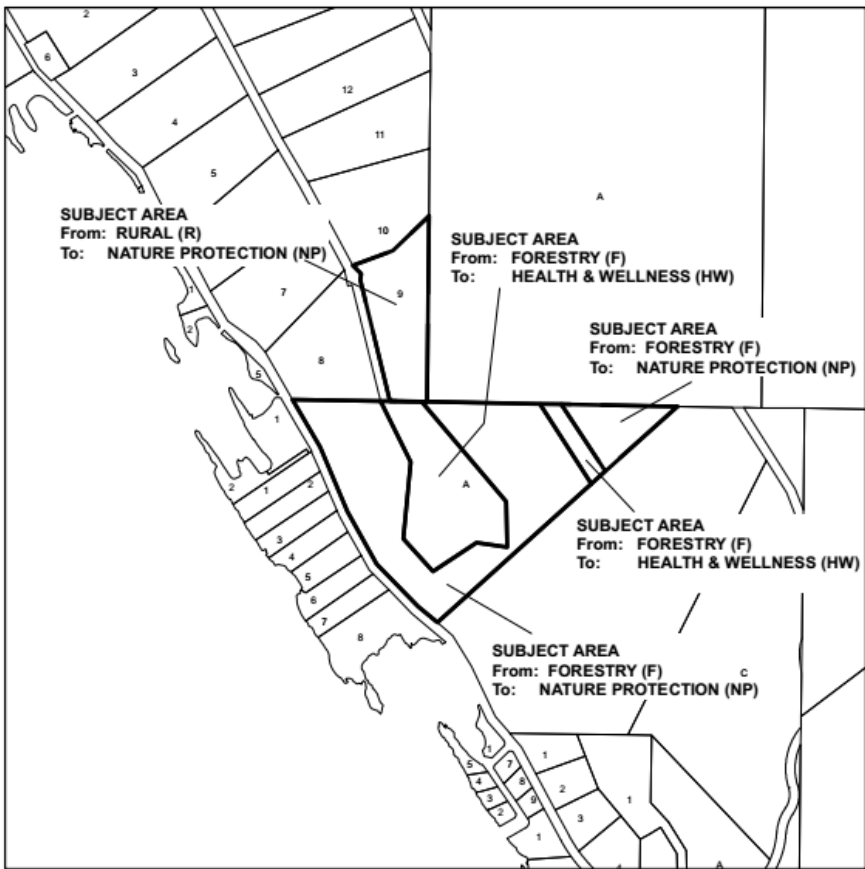 2
6
3
12
4
11
5
A
SUBJECT AREA
From: RURAL (R)
To: NATURE PROTECTION (NP)
10
SUBJECT AREA
From: FORESTRY (F)
To: HEALTH & WELLNESS (HW)
7
9
1
2
SUBJECT AREA
From: FORESTRY (F)
To: NATURE PROTECTION (NP)
8
5
1
2
1
2
A
3
4
5
6
7
8
SUBJECT AREA
From: FORESTRY (F)
To: HEALTH & WELLNESS (HW)
SUBJECT AREA
From: FORESTRY (F)
To: NATURE PROTECTION (NP)
C
1
5
7
1
4
8
2
1
3
9
2
3
1
1
A